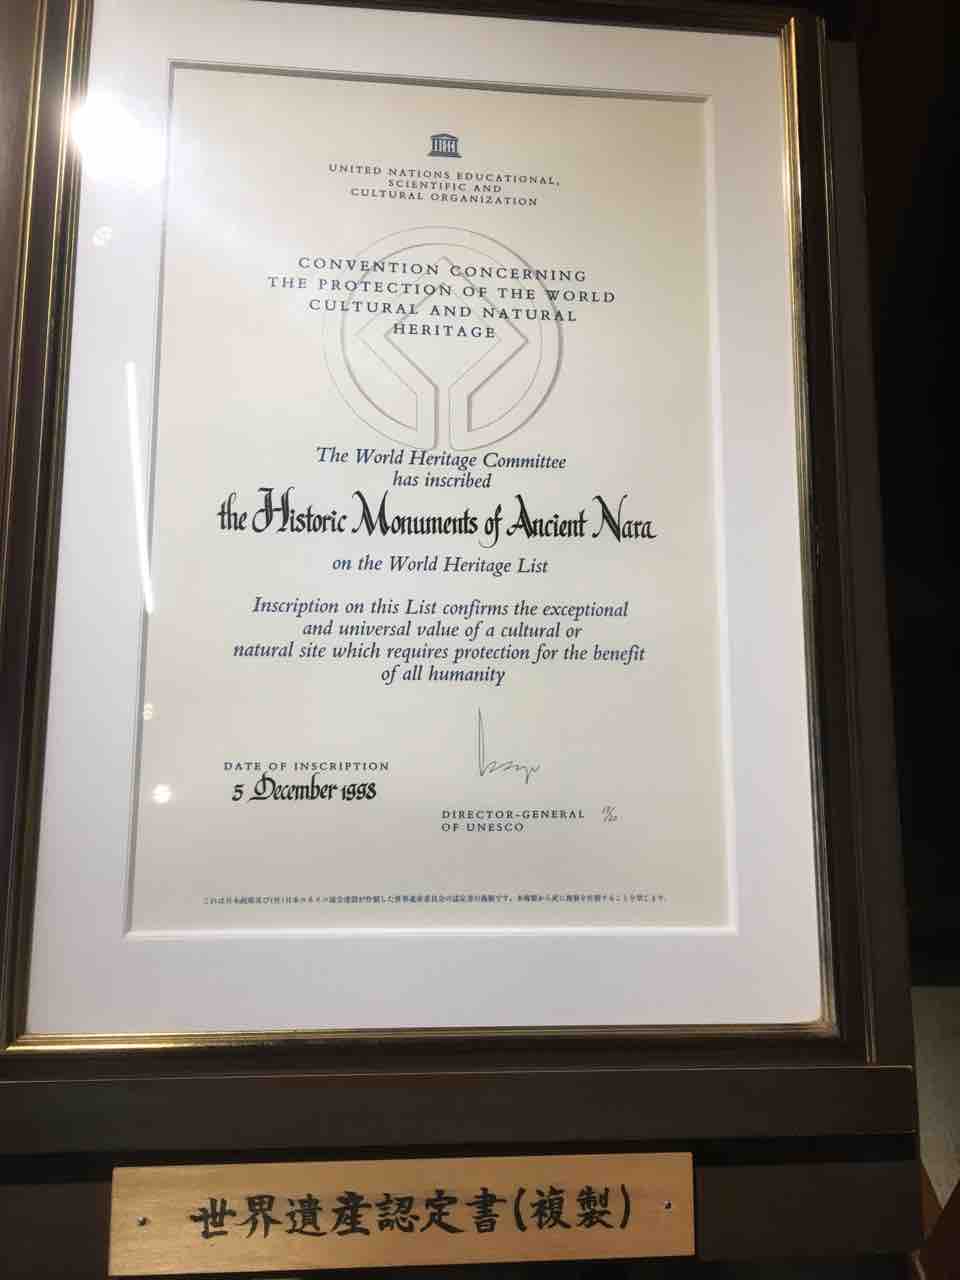 UNITED NATIONS EDUCATIONAL,
SCIENTIFIC AND
CULTURAL ORGANIZATION
CONVENTION CONCERNING
THE PROTECTION OF THE WORLD
CULTURAL AND NATURAL
HERITAGE
The World Heritage Committee
has inscribed
the Historic Monuments of Ancient Nara
on the World Heritage List
Inscription on this List confirms the exceptional
and universal value of a cultural or
natural site which requires protection for the benefit
of all humanity
DATE OF INSCRIPTION
5 December 1998
DIRECTOR-GENERAL
OF UNESCO
世界遺産認定書(複製)